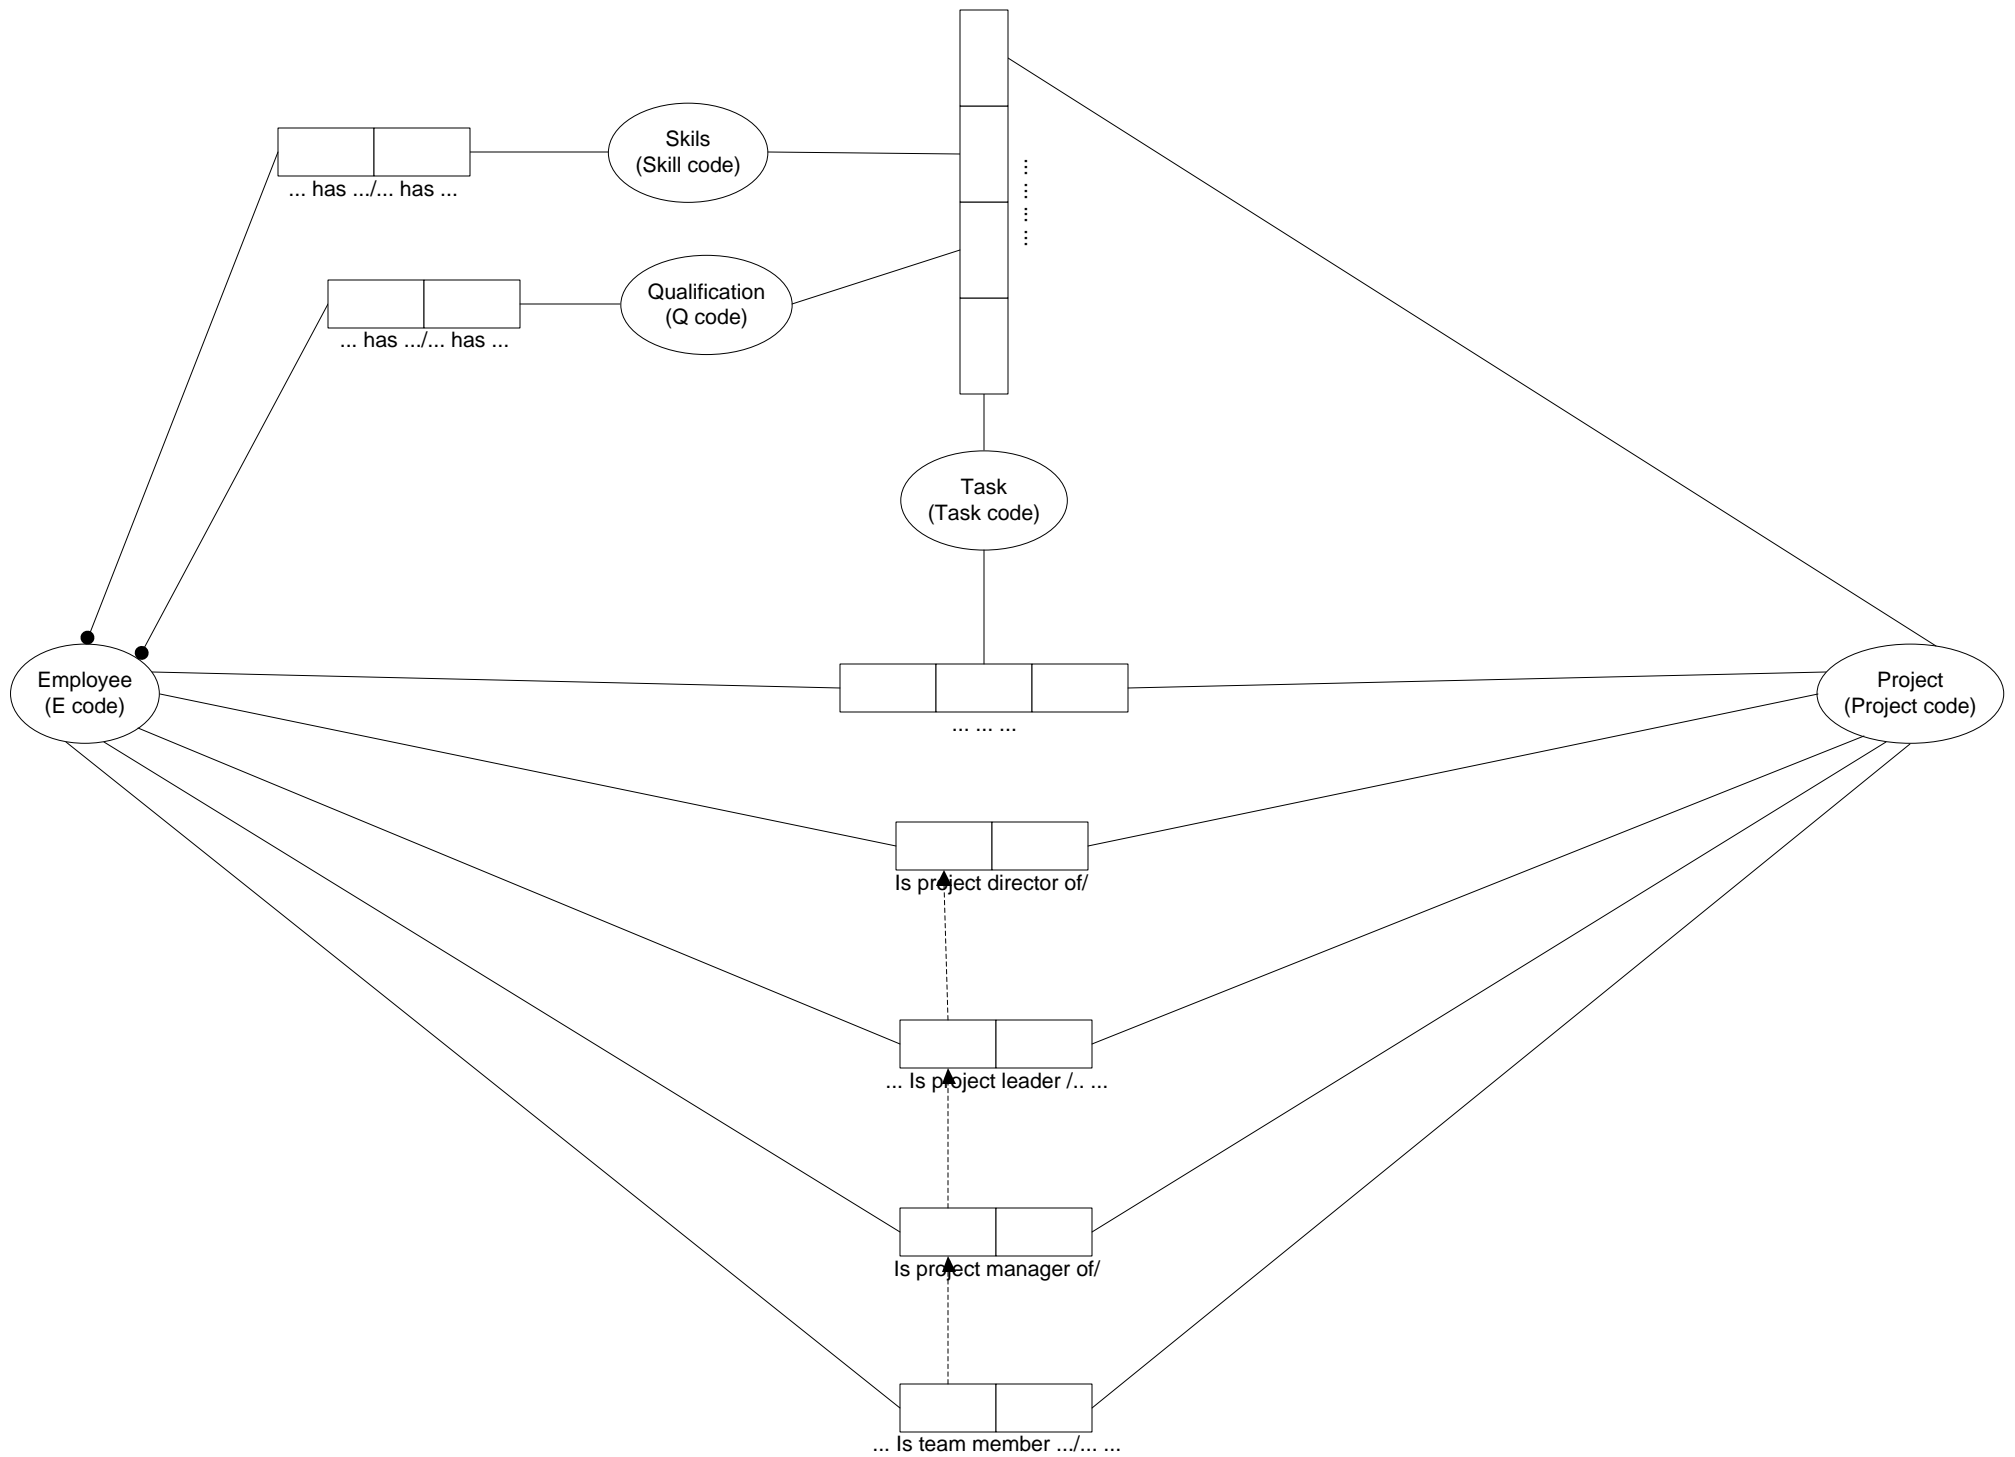 Skils
(Skill code)
... has .../... has ...
... ... ... ...
Qualification
(Q code)
... has .../... has ...
Task
(Task code)
Employee
(E code)
Project
(Project code)
... ... ...
Is project director of/
... Is project leader /.. ...
Is project manager of/
... Is team member .../... ...